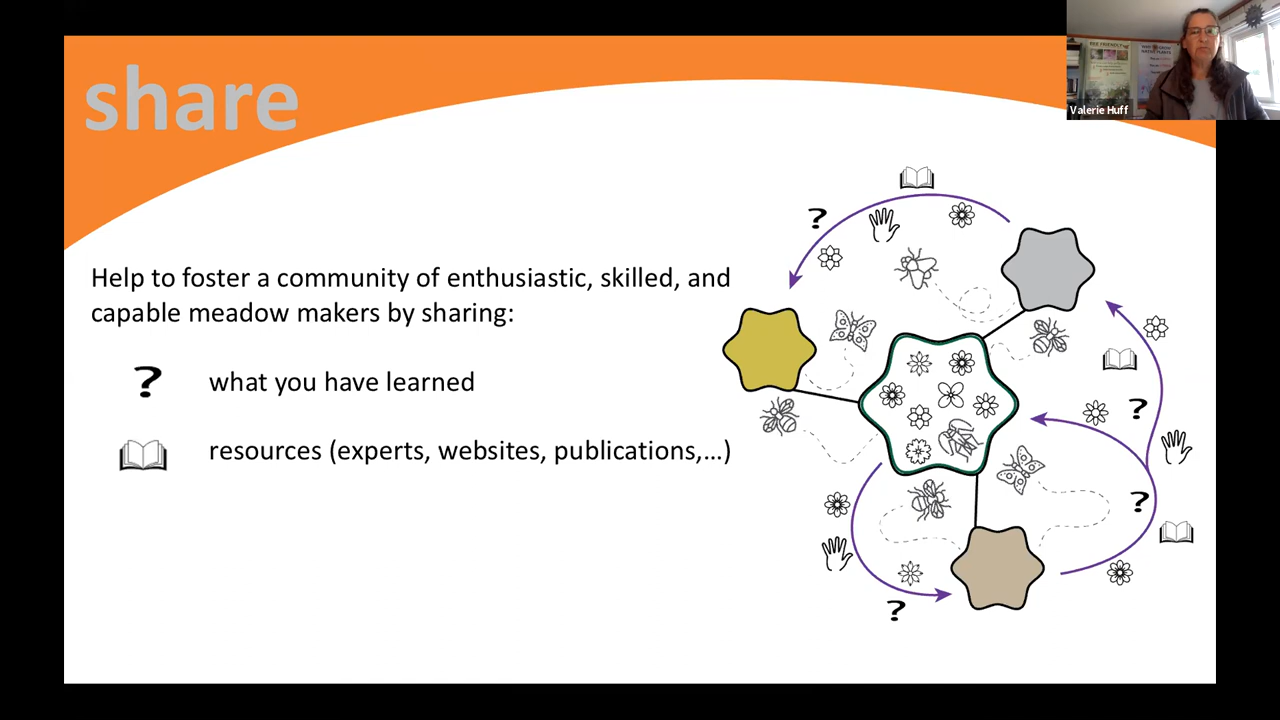 share
Valerie Huff
Help to foster a community of enthusiastic, skilled, and
capable meadow makers by sharing:
? what you have learned
resources (experts, websites, publications,...)
?
?
?
?